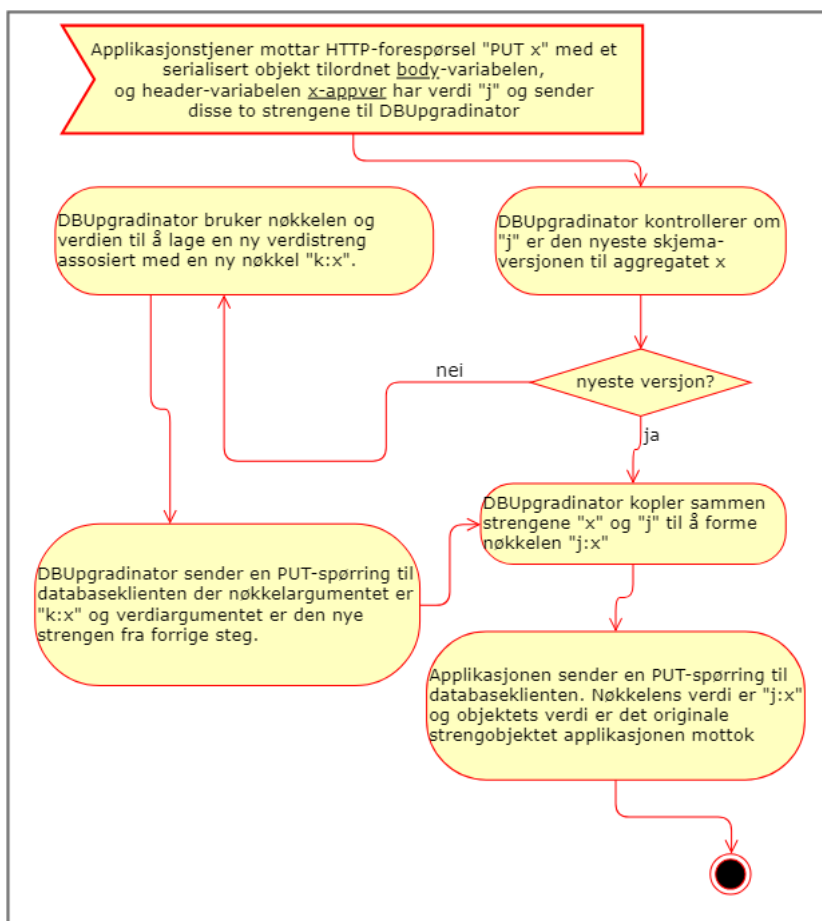 Applikasjonstjener mottar HTTP-forespørsel "PUT x" med et
serialisert objekt tilordnet body-variabelen,
og header-variabelen x-appver har verdi "j" og sender
disse to strengene til DBUpgradinator
DBUpgradinator kontrollerer om
"j" er den nyeste skjema-
versjonen til aggregatet x
nyeste versjon?
nei
ja
DBUpgradinator bruker nøkkelen og
verdien til å lage en ny verdistreng
assosiert med en ny nøkkel "k:x".
DBUpgradinator sender en PUT-spørring til
databaseklienten der nøkkelargumentet er
"k:x" og verdiargumentet er den nye
strengen fra forrige steg.
DBUpgradinator kopler sammen
strengene "x" og "j" til å forme
nøkkelen "j:x"
Applikasjonen sender en PUT-spørring til
databaseklienten. Nøkkelens verdi er "j:x"
og objektets verdi er det originale
strengobjektet applikasjonen mottok